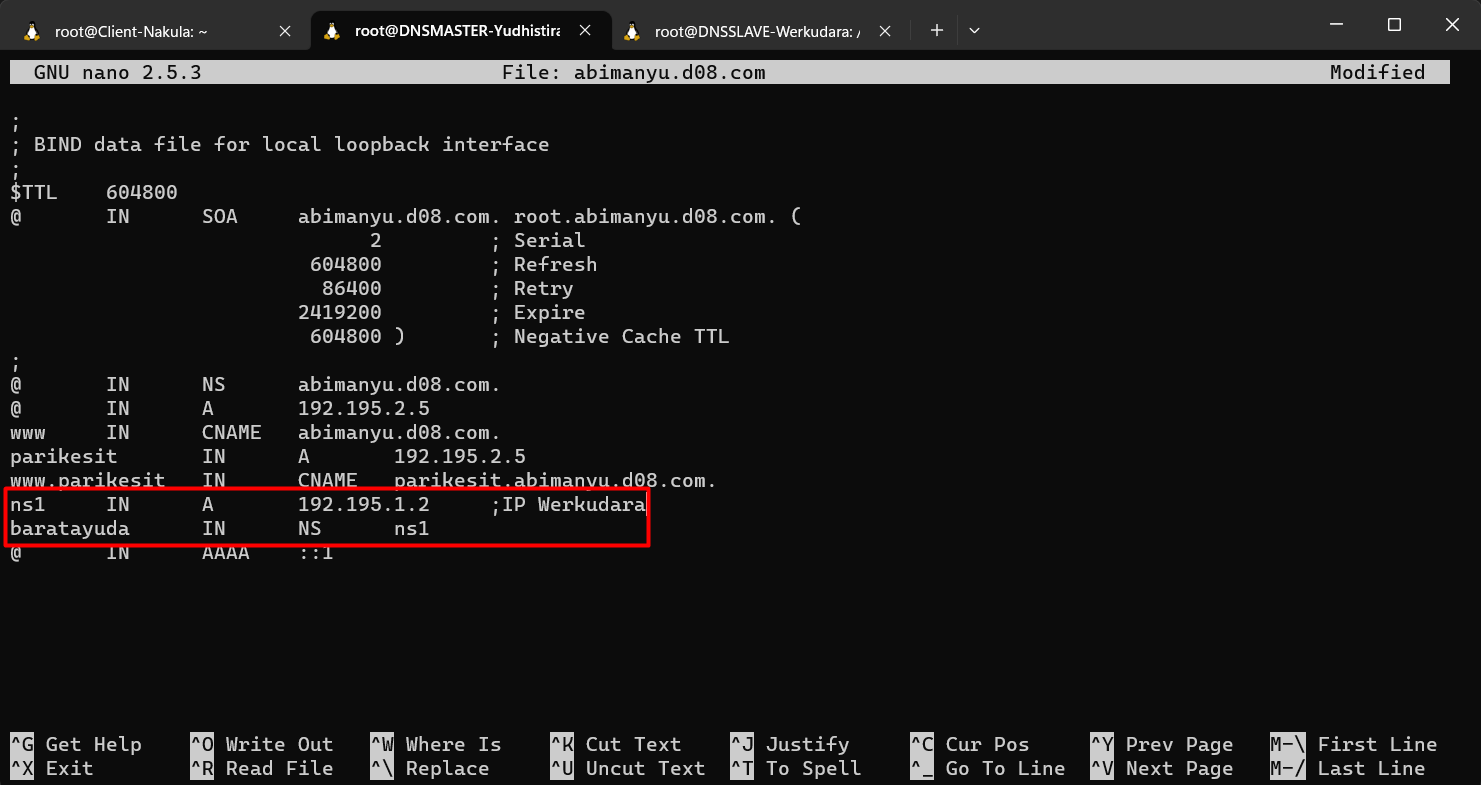 root@Client-Nakula: ~
root@DNSMASTER-Yudhistira
root@DNSSLAVE-Werkudara: /
GNU nano 2.5.3 File: abimanyu.d08.com Modified
;
; BIND data file for local loopback interface
;
$TTL 604800
@ IN SOA abimanyu.d08.com. root.abimanyu.d08.com. (
2 ; Serial
604800 ; Refresh
86400 ; Retry
2419200 ; Expire
604800 ) ; Negative Cache TTL
;
@ IN NS abimanyu.d08.com.
@ IN A 192.195.2.5
www IN CNAME abimanyu.d08.com.
parikesit IN A 192.195.2.5
www.parikesit IN CNAME parikesit.abimanyu.d08.com.
ns1 IN A 192.195.1.2 ;IP Werkudara
baratayuda IN NS ns1
@ IN AAAA ::1
^G Get Help ^O Write Out ^W Where Is ^K Cut Text ^J Justify ^C Cur Pos ^Y Prev Page M-\ First Line
^X Exit ^R Read File ^\ Replace ^U Uncut Text ^T To Spell ^_ Go To Line ^V Next Page M-/ Last Line